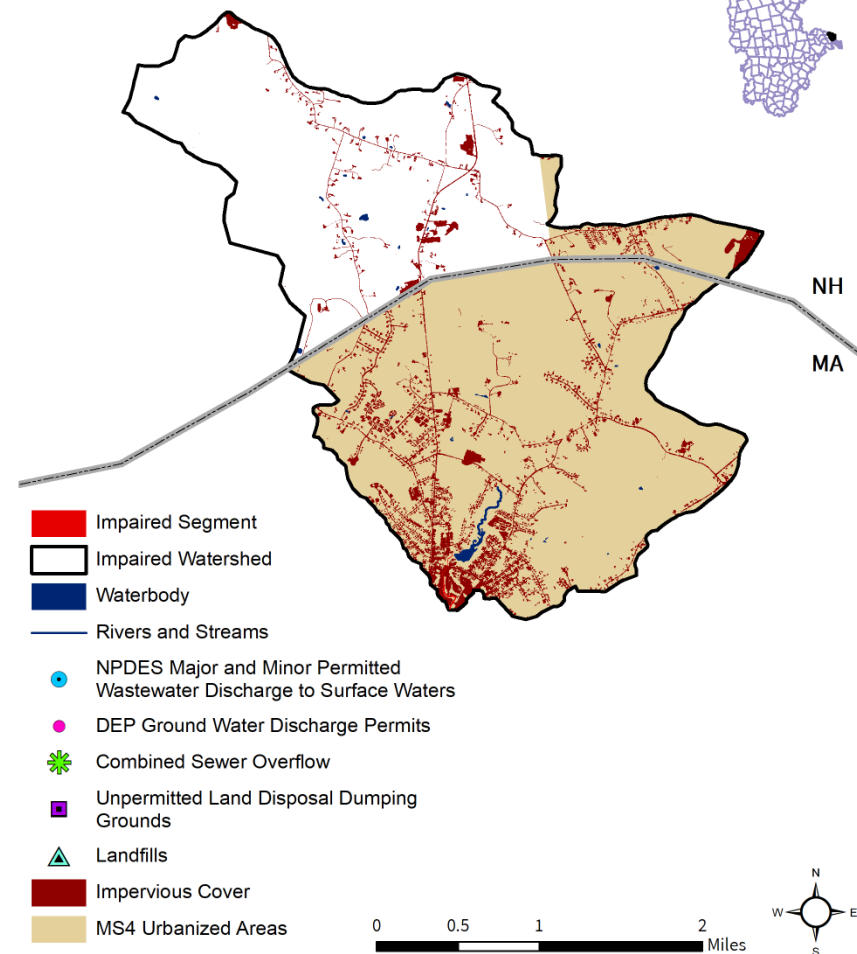 NH
MA
Impaired Segment
Impaired Watershed
Waterbody
Rivers and Streams
NPDES Major and Minor Permitted
Wastewater Discharge to Surface Waters
DEP Ground Water Discharge Permits
Combined Sewer Overflow
Unpermitted Land Disposal Dumping
Grounds
Landfills
Impervious Cover
MS4 Urbanized Areas
0 0.5 1 2
Miles
N
W E
S